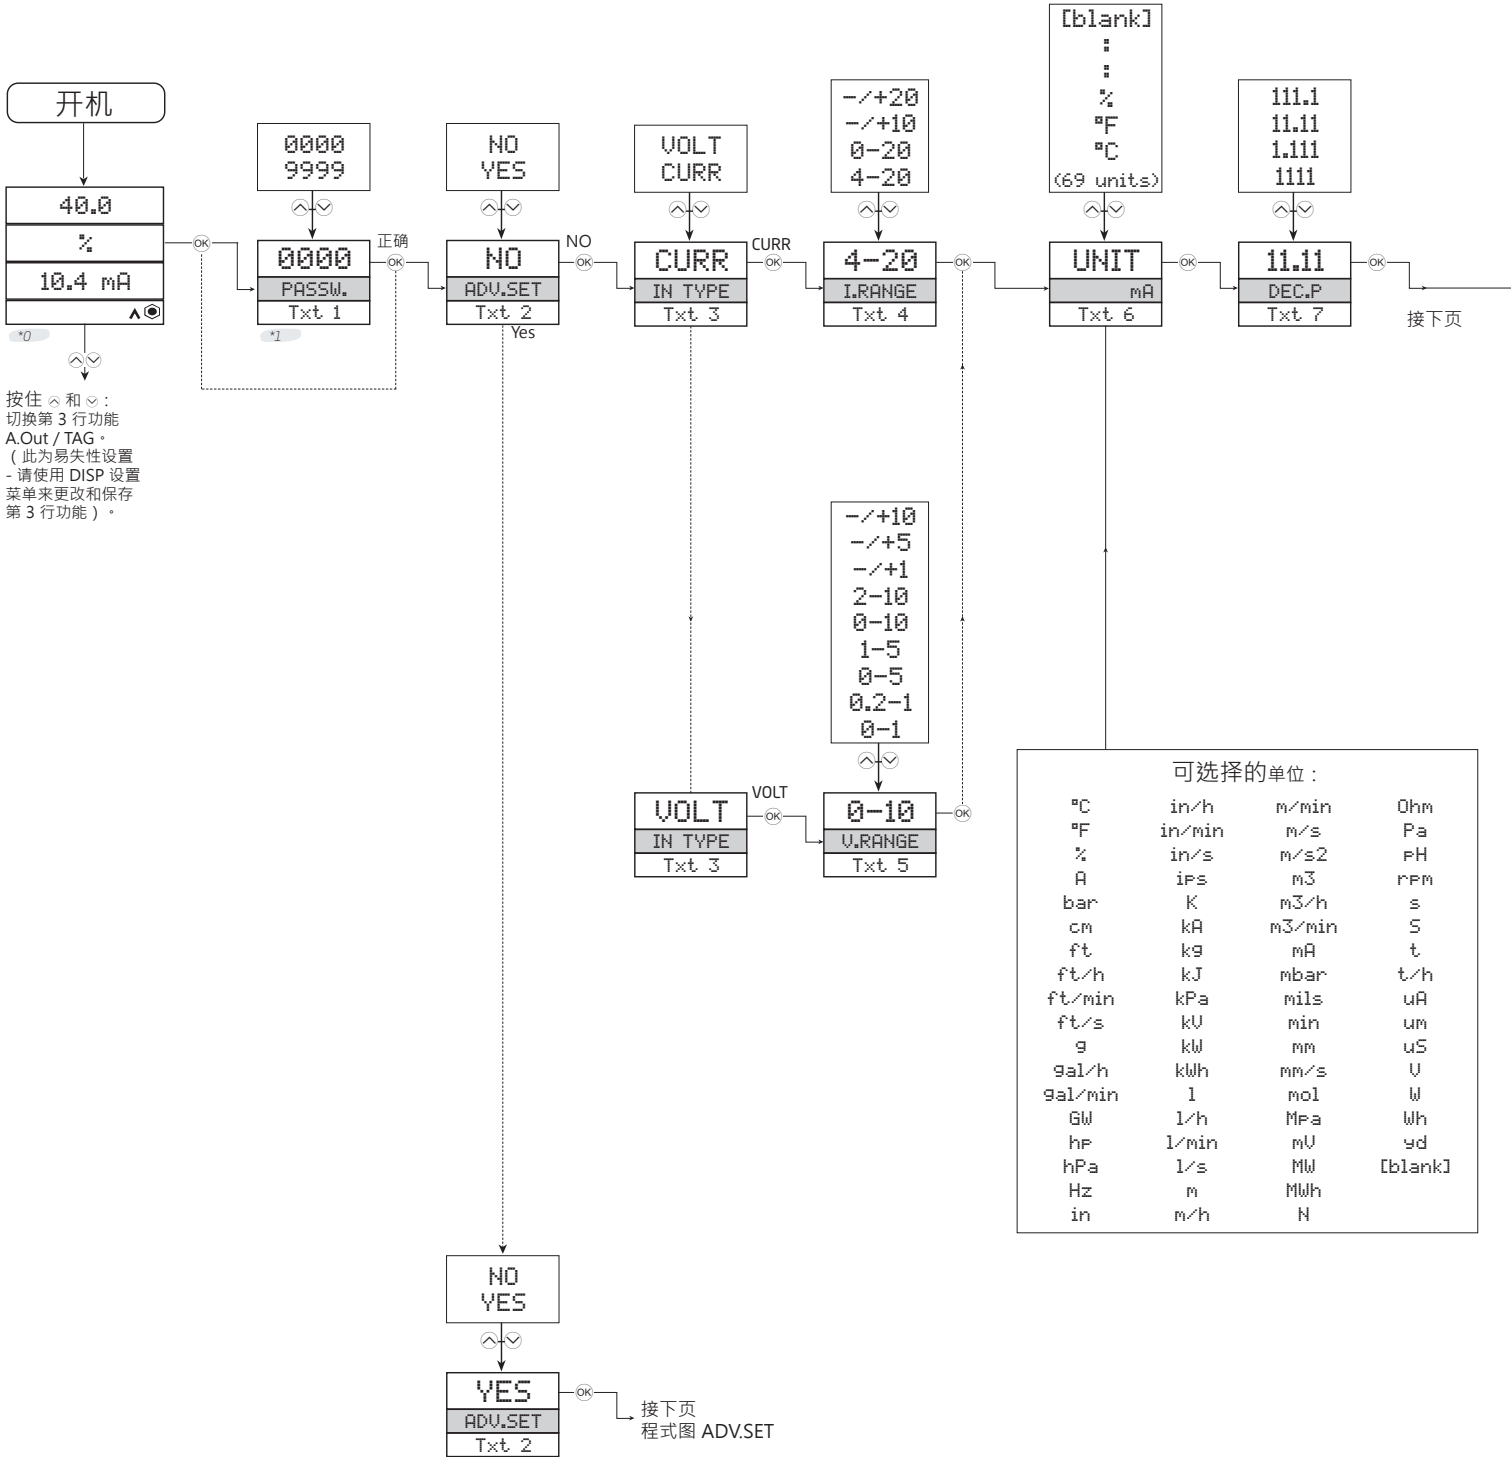 开机
40.0
%
10.4 mA
*0
按住 和 :
切换第 3 行功能
A.Out / TAG。
( 此为易失性设置
- 请使用 DISP 设置
菜单来更改和保存
第 3 行功能 ) 。
OK
0000
9999
0000
PASSW.
Txt 1
*1
正确
OK
NO
YES
NO
ADV.SET
Txt 2
Yes
NO
OK
VOLT
CURR
CURR
IN TYPE
Txt 3
CURR
OK
-/+20
-/+10
0-20
4-20
4-20
I.RANGE
Txt 4
OK
[blank]
:
:
%
°F
°C
(69 units)
UNIT
mA
Txt 6
OK
111.1
11.11
1.111
1111
11.11
DEC.P
Txt 7
OK
接下页
VOLT
IN TYPE
Txt 3
VOLT
OK
-/+10
-/+5
-/+1
2-10
0-10
1-5
0-5
0.2-1
0-1
0-10
V.RANGE
Txt 5
OK
可选择的单位 :
°C in/h m/min Ohm
°F in/min m/s Pa
% in/s m/s2 pH
A ips m3 rpm
bar K m3/h s
cm kA m3/min S
ft kg mA t
ft/h kJ mbar t/h
ft/min kPa mils uA
ft/s kV min um
g kW mm uS
gal/h kWh mm/s V
gal/min l mol W
GW l/h Mpa Wh
hp l/min mV yd
hPa l/s MW [blank]
Hz m MWh
in m/h N
NO
YES
YES
ADV.SET
Txt 2
OK
接下页
程式图 ADV.SET